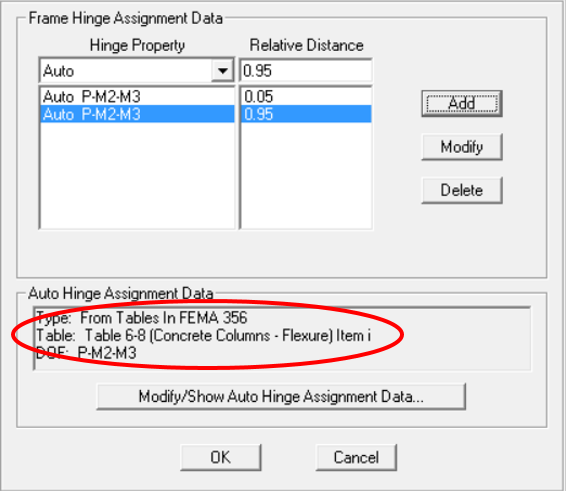 Frame Hinge Assignment Data
Hinge Property Relative Distance
Auto 0.95
Auto P-M2-M3 0.05
Auto P-M2-M3 0.95
Add
Modify
Delete
Auto Hinge Assignment Data
Type: From Tables In FEMA 356
Table: Table 6-8 (Concrete Columns - Flexure) Item i
DOF: P-M2-M3
Modify/Show Auto Hinge Assignment Data...
OK Cancel